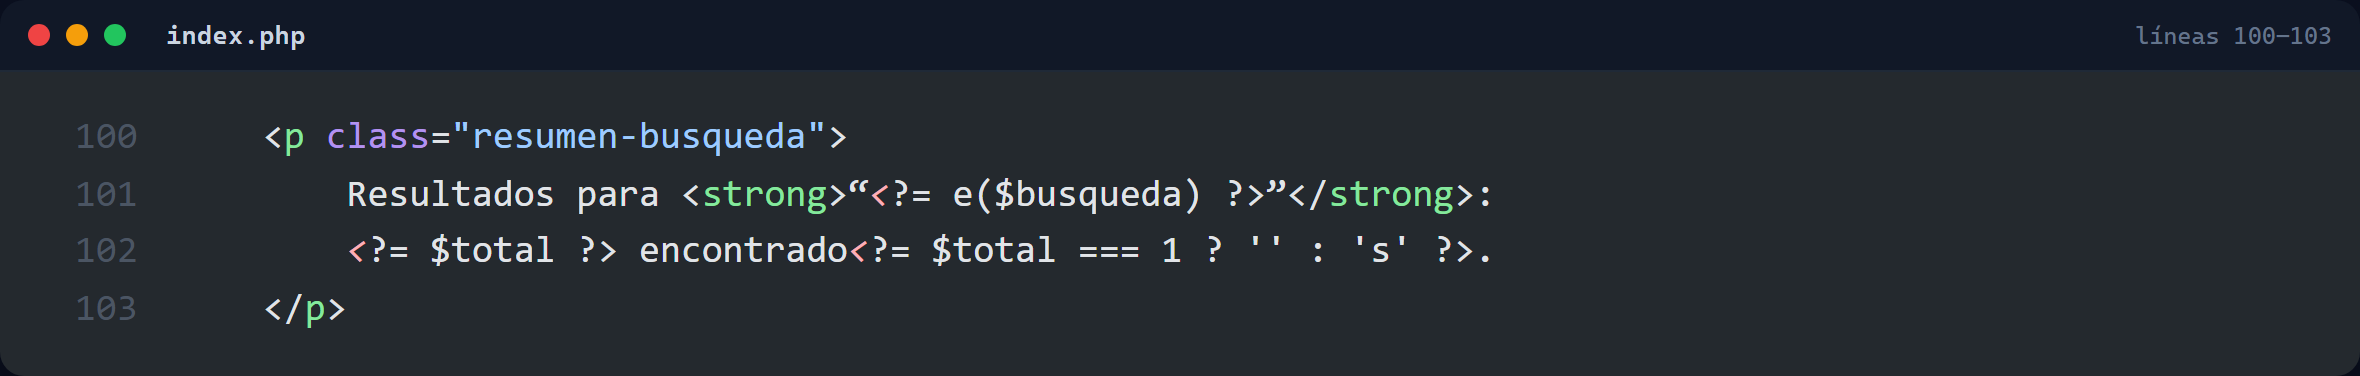 index.php
líneas 100–103
100 <p class="resumen-busqueda">
101 Resultados para <strong>“<?= e($busqueda) ?>”</strong>:
102 <?= $total ?> encontrado<?= $total === 1 ? '' : 's' ?>.
103 </p>